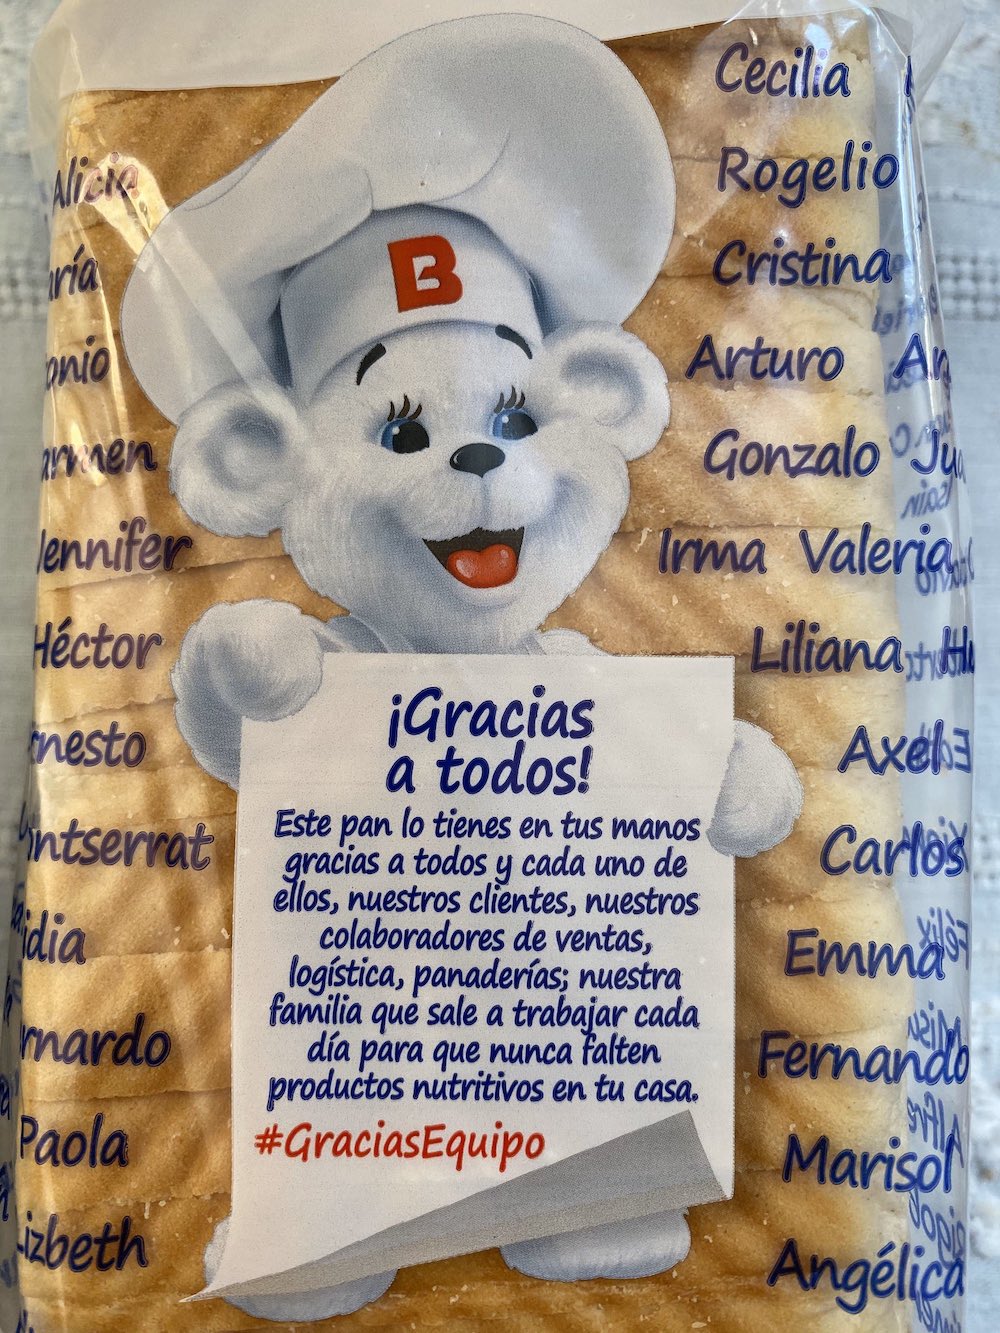 Cecilia
Alicia
Rogelio
Cristina
B
Arturo
Gonzalo
Jennifer
Irma Valeria
Héctor
Liliana
¡Gracias
a todos!
Axel
Este pan lo tienes en tus manos
gracias a todos y cada uno de
ellos, nuestros clientes, nuestros
colaboradores de ventas,
logística, panaderías; nuestra
familia que sale a trabajar cada
día para que nunca falten
productos nutritivos en tu casa.
#GraciasEquipo
Carlos
Emma
Fernando
Paola
Marisol
Lizbeth
Angélica